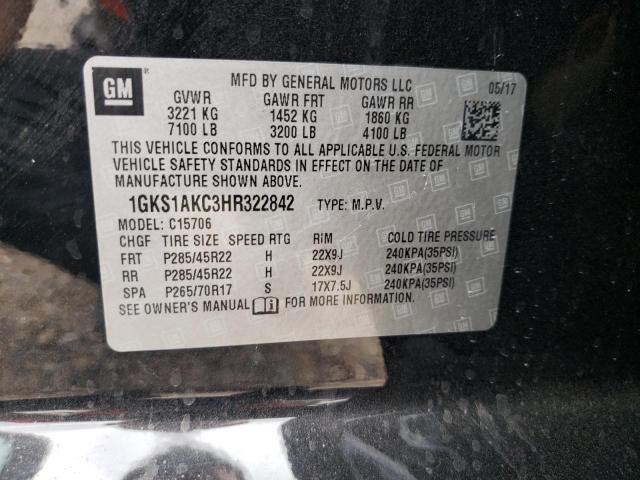 GM
MFD BY GENERAL MOTORS LLC
05/17
GVWR GAWR FRT GAWR RR
3221 KG 1452 KG 1860 KG
7100 LB 3200 LB 4100 LB
THIS VEHICLE CONFORMS TO ALL APPLICABLE U.S. FEDERAL MOTOR
VEHICLE SAFETY STANDARDS IN EFFECT ON THE DATE OF
MANUFACTURE SHOWN ABOVE.
1GKS1AKC3HR322842 TYPE: M.P.V.
MODEL: C15706
CHGF TIRE SIZE SPEED RTG RIM COLD TIRE PRESSURE
FRT P285/45R22 H 22X9J 240KPA(35PSI)
RR P285/45R22 H 22X9J 240KPA(35PSI)
SPA P265/70R17 S 17X7.5J 240KPA(35PSI)
SEE OWNER'S MANUAL FOR MORE INFORMATION.